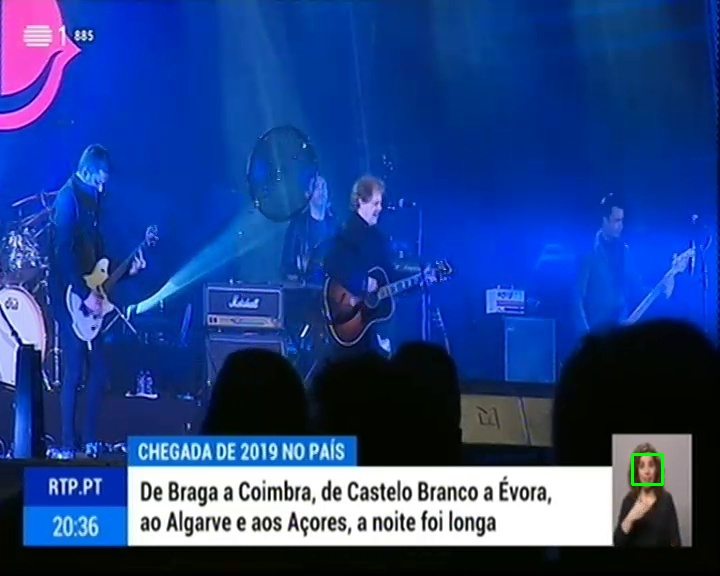 1 885
Marshall
CHEGADA DE 2019 NO PAÍS
RTP.PT
De Braga a Coimbra, de Castelo Branco a Évora,
20:36
ao Algarve e aos Açores, a noite foi longa